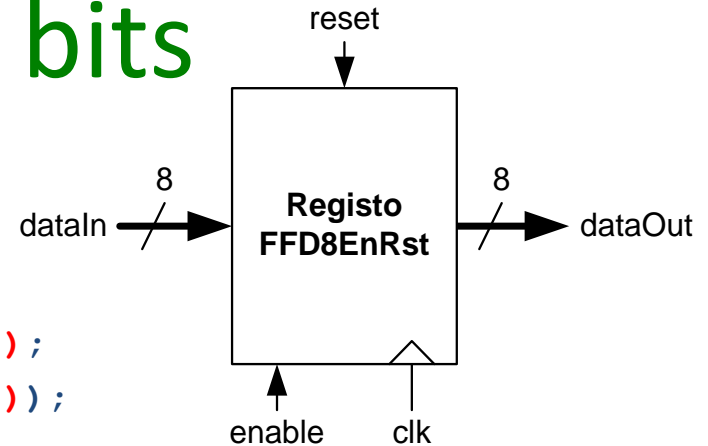 bits
reset
8
8
dataIn
Registo
FFD8EnRst
dataOut
);
));
enable
clk